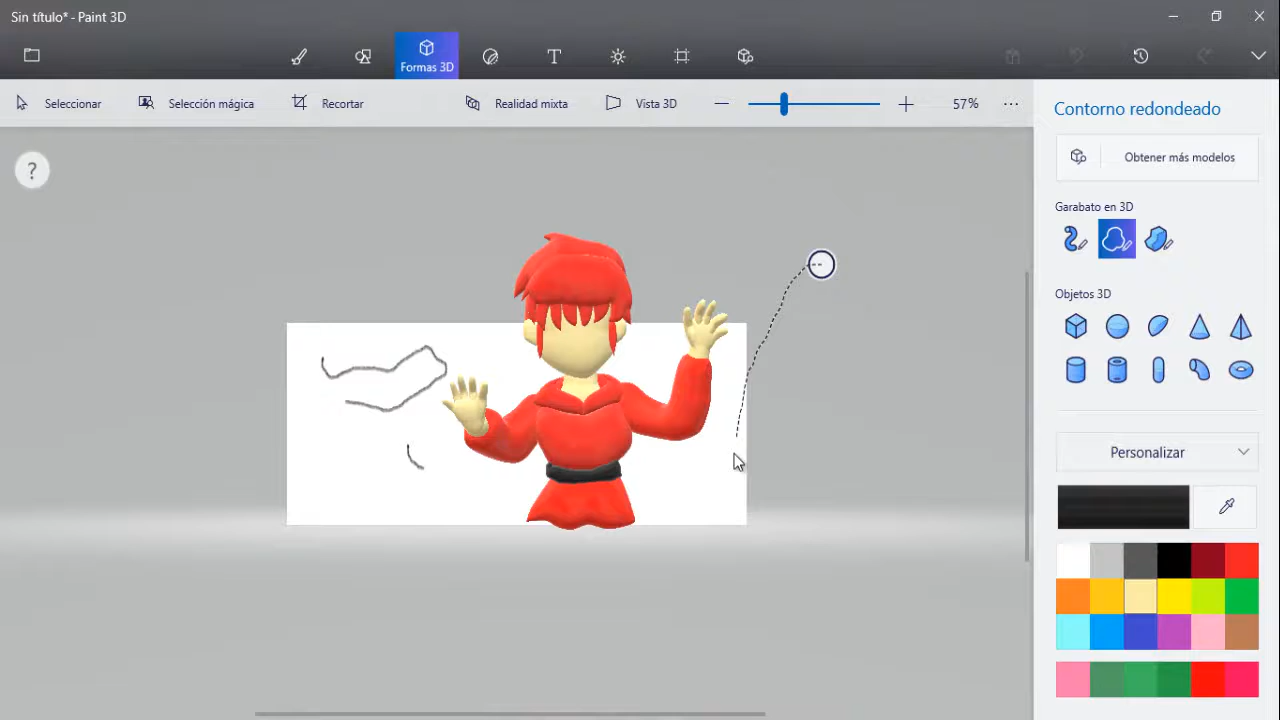 Sin título* - Paint 3D
Formas 3D
T
Seleccionar
Selección mágica
Recortar
Realidad mixta
Vista 3D
57%
?
Contorno redondeado
Obtener más modelos
Garabato en 3D
Objetos 3D
Personalizar